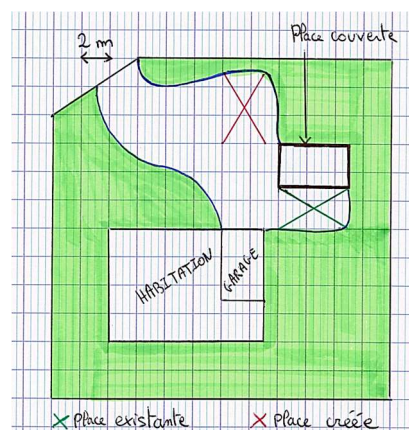 Place couverte
2 m
HABITATION
GARAGE
X place existante
X place créée